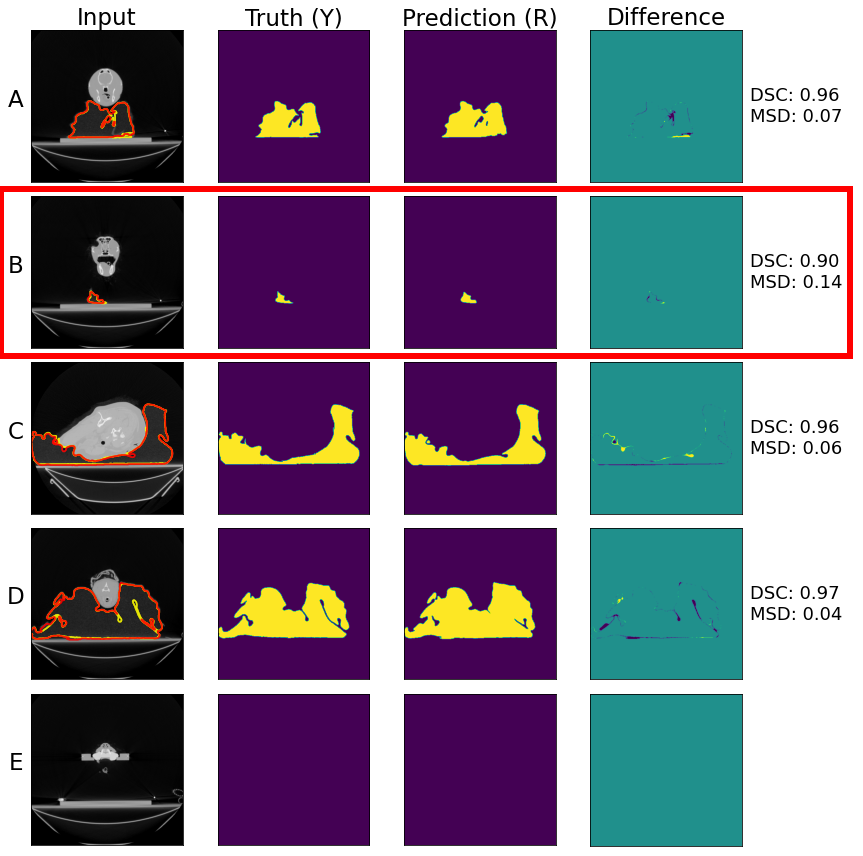 Input Truth (Y) Prediction (R) Difference
A
DSC: 0.96
MSD: 0.07
B
DSC: 0.90
MSD: 0.14
C
DSC: 0.96
MSD: 0.06
D
DSC: 0.97
MSD: 0.04
E